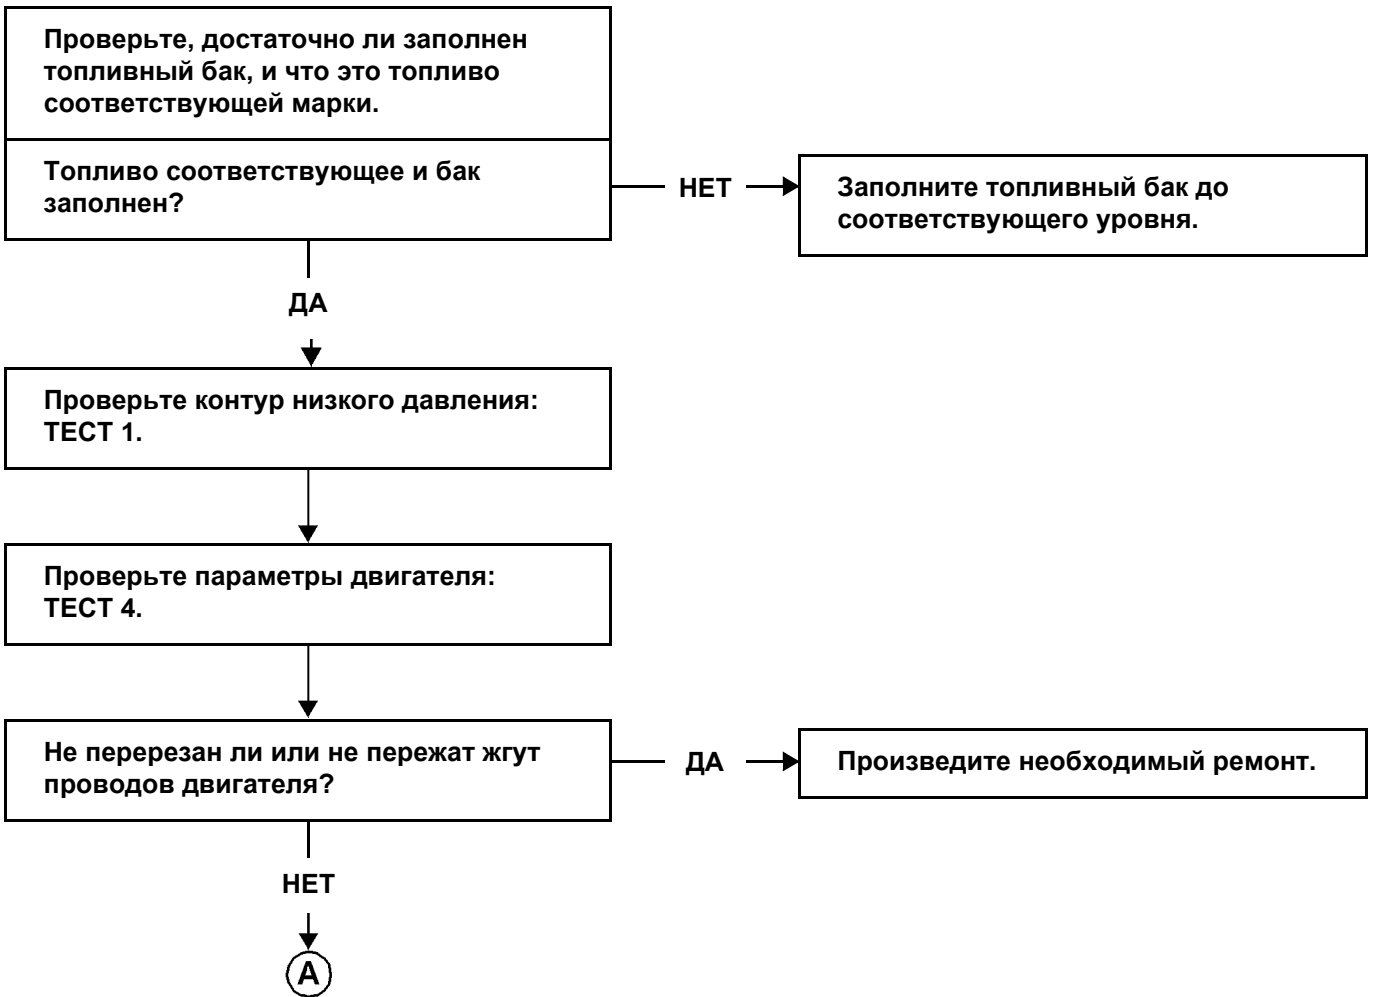 Проверьте, достаточно ли заполнен
топливный бак, и что это топливо
соответствующей марки.
Топливо соответствующее и бак
заполнен?
НЕТ
Заполните топливный бак до
соответствующего уровня.
ДА
Проверьте контур низкого давления:
ТЕСТ 1.
Проверьте параметры двигателя:
ТЕСТ 4.
Не перерезан ли или не пережат жгут
проводов двигателя?
ДА
Произведите необходимый ремонт.
НЕТ
А